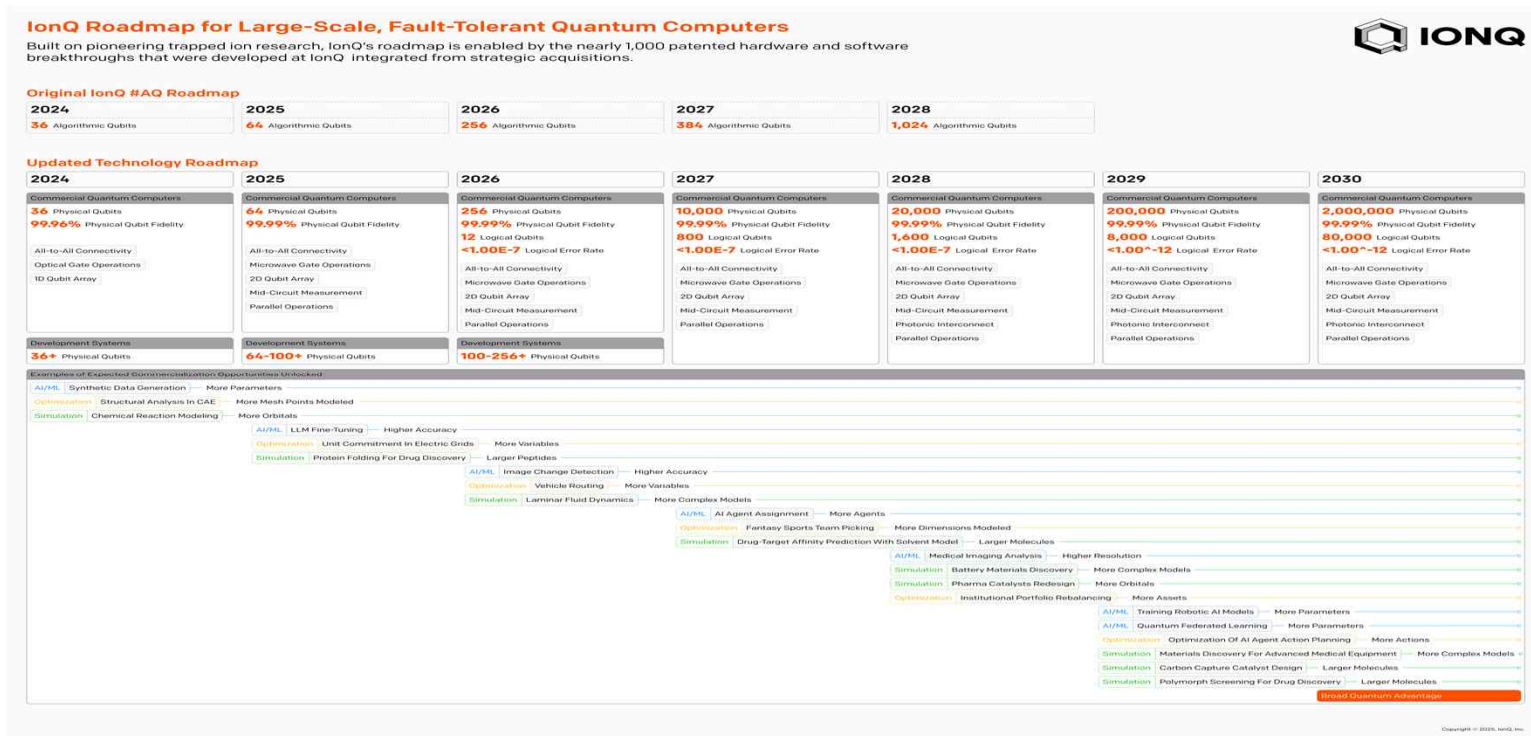 IonQ Roadmap for Large-Scale, Fault-Tolerant Quantum Computers
Built on pioneering trapped ion research, IonQ's roadmap is enabled by the nearly 1,000 patented hardware and software
breakthroughs that were developed at IonQ integrated from strategic acquisitions.
IONQ
Original IonQ #AQ Roadmap
2024 2025 2026 2027 2028
36 Algorithmic Qubits 64 Algorithmic Qubits 256 Algorithmic Qubits 384 Algorithmic Qubits 1,024 Algorithmic Qubits
Updated Technology Roadmap
2024
Commercial Quantum Computers
36 Physical Qubits
99.96% Physical Qubit Fidelity
All-to-All Connectivity
Optical Gate Operations
1D Qubit Array
Development Systems
36+ Physical Qubits
2025
Commercial Quantum Computers
64 Physical Qubits
99.99% Physical Qubit Fidelity
All-to-All Connectivity
Microwave Gate Operations
2D Qubit Array
Mid-Circuit Measurement
Parallel Operations
Development Systems
64-100+ Physical Qubits
2026
Commercial Quantum Computers
256 Physical Qubits
99.99% Physical Qubit Fidelity
12 Logical Qubits
<1.00E-7 Logical Error Rate
All-to-All Connectivity
Microwave Gate Operations
2D Qubit Array
Mid-Circuit Measurement
Parallel Operations
Development Systems
100-256+ Physical Qubits
2027
Commercial Quantum Computers
10,000 Physical Qubits
99.99% Physical Qubit Fidelity
800 Logical Qubits
<1.00E-7 Logical Error Rate
All-to-All Connectivity
Microwave Gate Operations
2D Qubit Array
Mid-Circuit Measurement
Parallel Operations
2028
Commercial Quantum Computers
20,000 Physical Qubits
99.99% Physical Qubit Fidelity
1,600 Logical Qubits
<1.00E-7 Logical Error Rate
All-to-All Connectivity
Microwave Gate Operations
2D Qubit Array
Mid-Circuit Measurement
Photonic Interconnect
Parallel Operations
2029
Commercial Quantum Computers
200,000 Physical Qubits
99.99% Physical Qubit Fidelity
8,000 Logical Qubits
<1.00^-12 Logical Error Rate
All-to-All Connectivity
Microwave Gate Operations
2D Qubit Array
Mid-Circuit Measurement
Photonic Interconnect
Parallel Operations
2030
Commercial Quantum Computers
2,000,000 Physical Qubits
99.99% Physical Qubit Fidelity
80,000 Logical Qubits
<1.00^-12 Logical Error Rate
All-to-All Connectivity
Microwave Gate Operations
2D Qubit Array
Mid-Circuit Measurement
Photonic Interconnect
Parallel Operations
Examples of Expected Commercialization Opportunities Unlocked
AI/ML Synthetic Data Generation More Parameters
Optimization Structural Analysis In CAE More Mesh Points Modeled
Simulation Chemical Reaction Modeling More Orbitals
AI/ML LLM Fine-Tuning Higher Accuracy
Optimization Unit Commitment In Electric Grids More Variables
Simulation Protein Folding For Drug Discovery Larger Peptides
AI/ML Image Change Detection Higher Accuracy
Optimization Vehicle Routing More Variables
Simulation Laminar Fluid Dynamics More Complex Models
AI/ML AI Agent Assignment More Agents
Optimization Fantasy Sports Team Picking More Dimensions Modeled
Simulation Drug-Target Affinity Prediction With Solvent Model Larger Molecules
AI/ML Medical Imaging Analysis Higher Resolution
Simulation Battery Materials Discovery More Complex Models
Simulation Pharma Catalysts Redesign More Orbitals
Optimization Institutional Portfolio Rebalancing More Assets
AI/ML Training Robotic AI Models More Parameters
AI/ML Quantum Federated Learning More Parameters
Optimization Optimization Of AI Agent Action Planning More Actions
Simulation Materials Discovery For Advanced Medical Equipment More Complex Models
Simulation Carbon Capture Catalyst Design Larger Molecules
Simulation Polymorph Screening For Drug Discovery Larger Molecules
Broad Quantum Advantage
Copyright © 2025, IonQ, Inc.